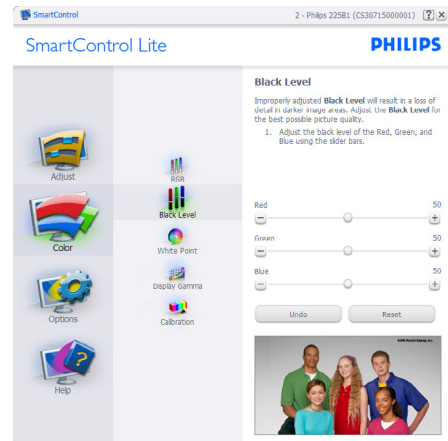 SmartControl
2 - Philips 225B1 (CS30715000001)
?
SmartControl Lite
PHILIPS
Adjust
Color
Options
Help
RGB
Black Level
White Point
Display Gamma
Calibration
Black Level
Improperly adjusted Black Level will result in a loss of
detail in darker image areas. Adjust the Black Level for
the best possible picture quality.
1. Adjust the black level of the Red, Green, and
Blue using the slider bars.
Red 50
Green 50
Blue 50
Undo Reset